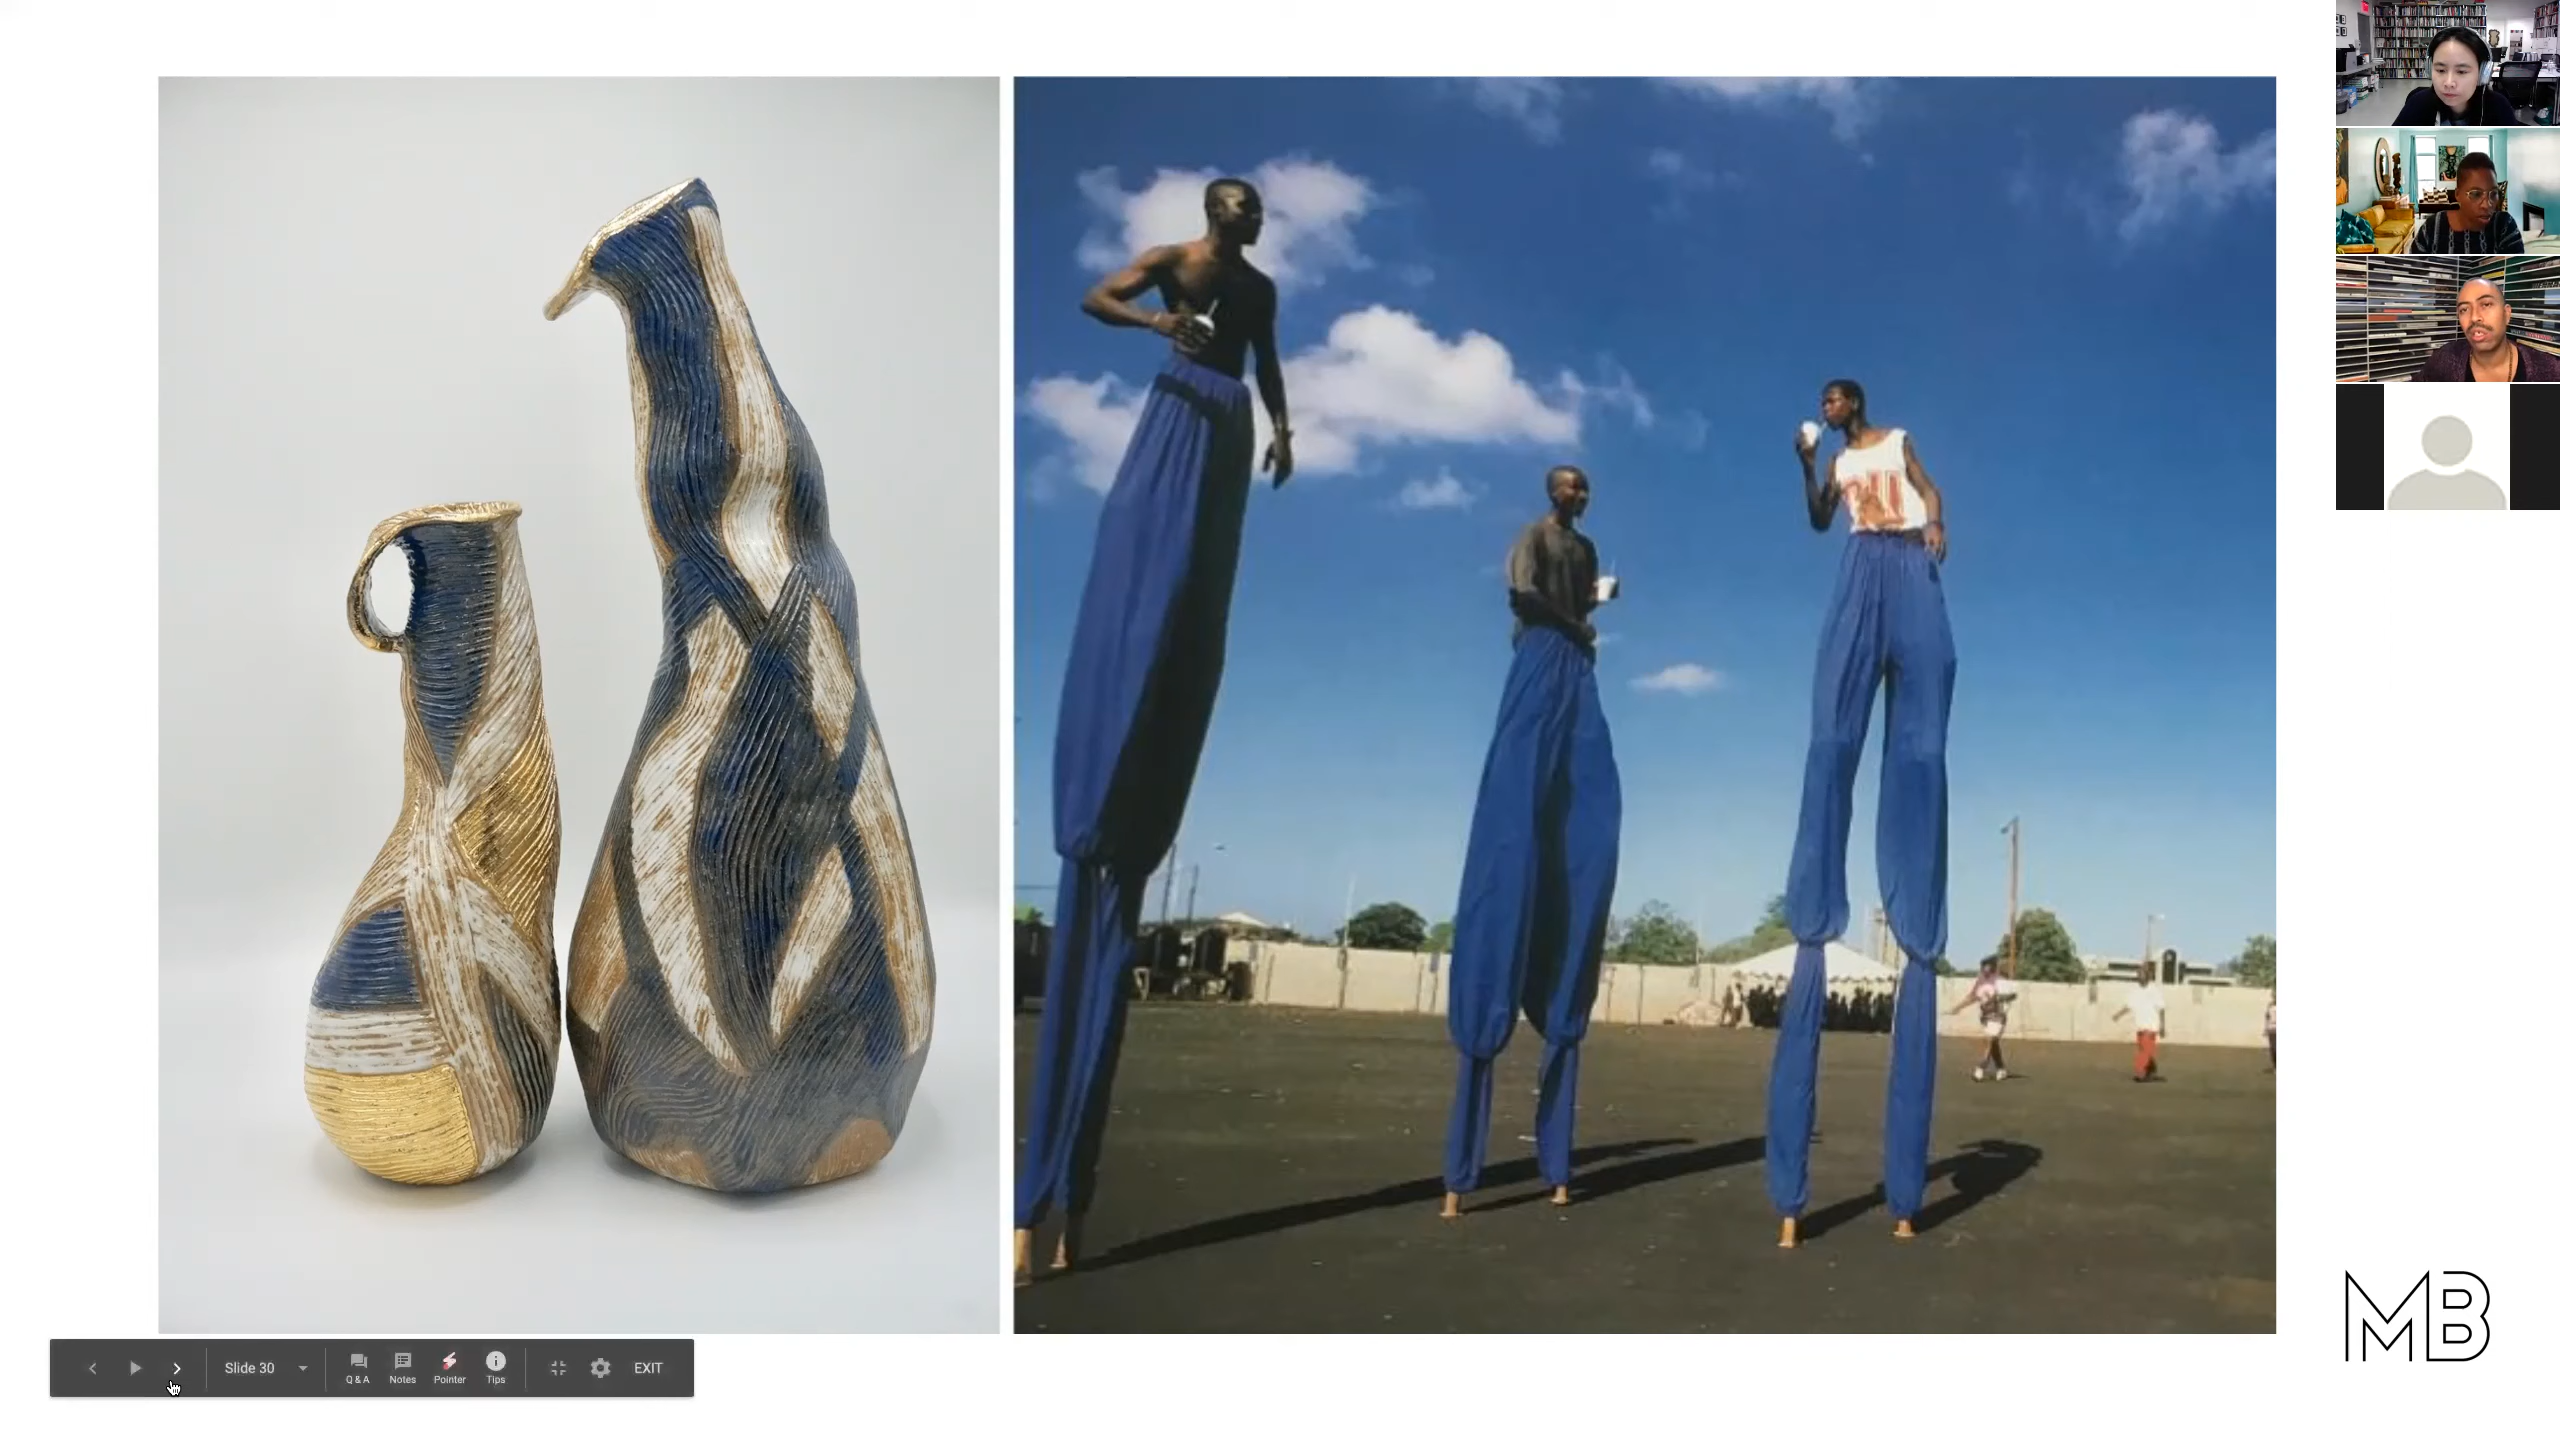 MB
Slide 30
Q & A
Notes
Pointer
Tips
EXIT